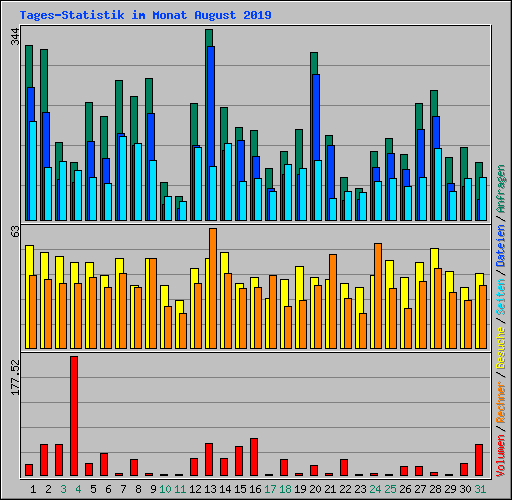 Tages-Statistik im Monat August 2019
344
63
177.52
Volumen / Rechner / Besuche / Seiten / Dateien / Anfragen
1 2 3 4 5 6 7 8 9 10 11 12 13 14 15 16 17 18 19 20 21 22 23 24 25 26 27 28 29 30 31